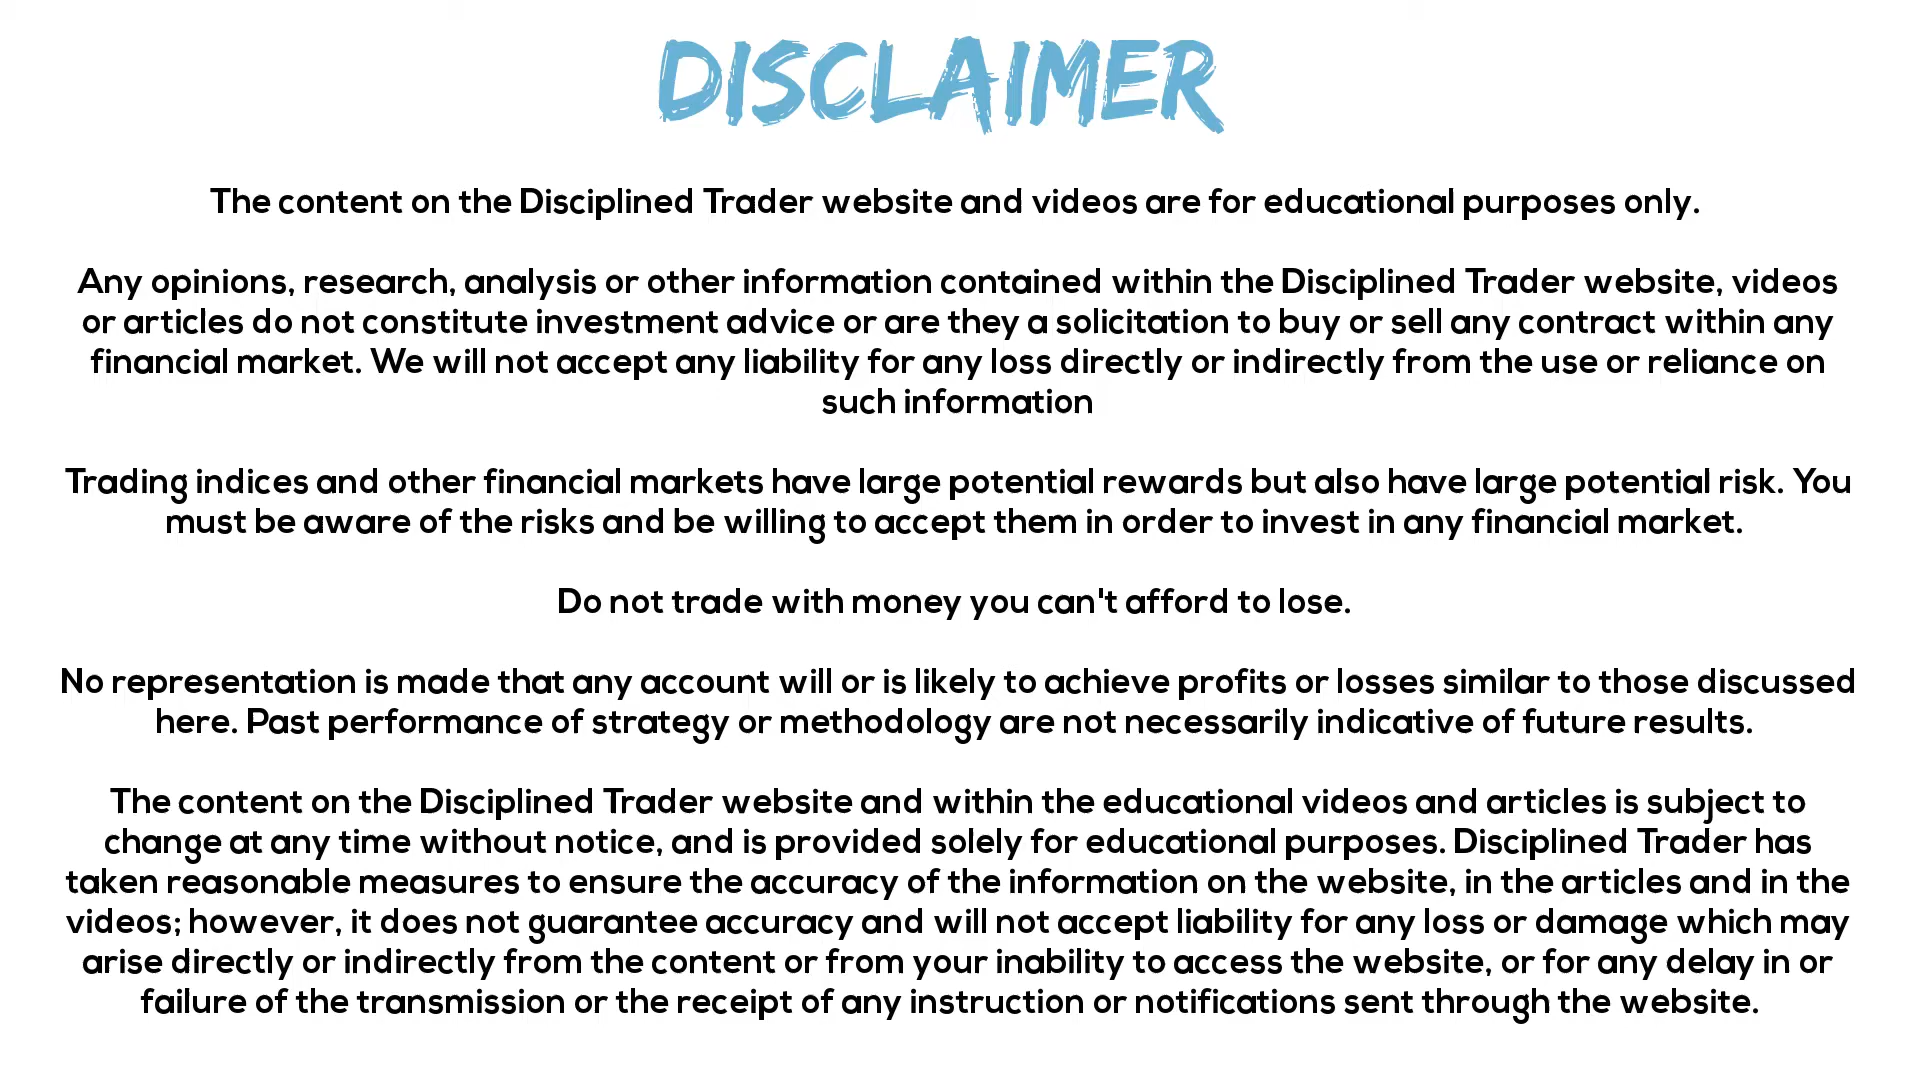 DISCLAIMER
The content on the Disciplined Trader website and videos are for educational purposes only.
Any opinions, research, analysis or other information contained within the Disciplined Trader website, videos
or articles do not constitute investment advice or are they a solicitation to buy or sell any contract within any
financial market. We will not accept any liability for any loss directly or indirectly from the use or reliance on
such information
Trading indices and other financial markets have large potential rewards but also have large potential risk. You
must be aware of the risks and be willing to accept them in order to invest in any financial market.
Do not trade with money you can't afford to lose.
No representation is made that any account will or is likely to achieve profits or losses similar to those discussed
here. Past performance of strategy or methodology are not necessarily indicative of future results.
The content on the Disciplined Trader website and within the educational videos and articles is subject to
change at any time without notice, and is provided solely for educational purposes. Disciplined Trader has
taken reasonable measures to ensure the accuracy of the information on the website, in the articles and in the
videos; however, it does not guarantee accuracy and will not accept liability for any loss or damage which may
arise directly or indirectly from the content or from your inability to access the website, or for any delay in or
failure of the transmission or the receipt of any instruction or notifications sent through the website.